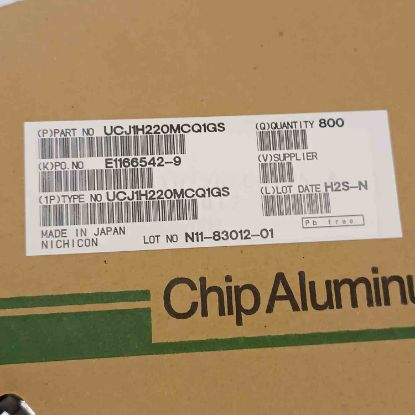 (P)PART NO UCJ1H220MCQ1GS (Q)QUANTITY 800
(K)PO.NO E1166542-9 (V)SUPPLIER
(1P)TYPE NO UCJ1H220MCQ1GS (L)LOT DATE H2S-N
MADE IN JAPAN Pb free
NICHICON LOT NO N11-83012-01
Chip Aluminu